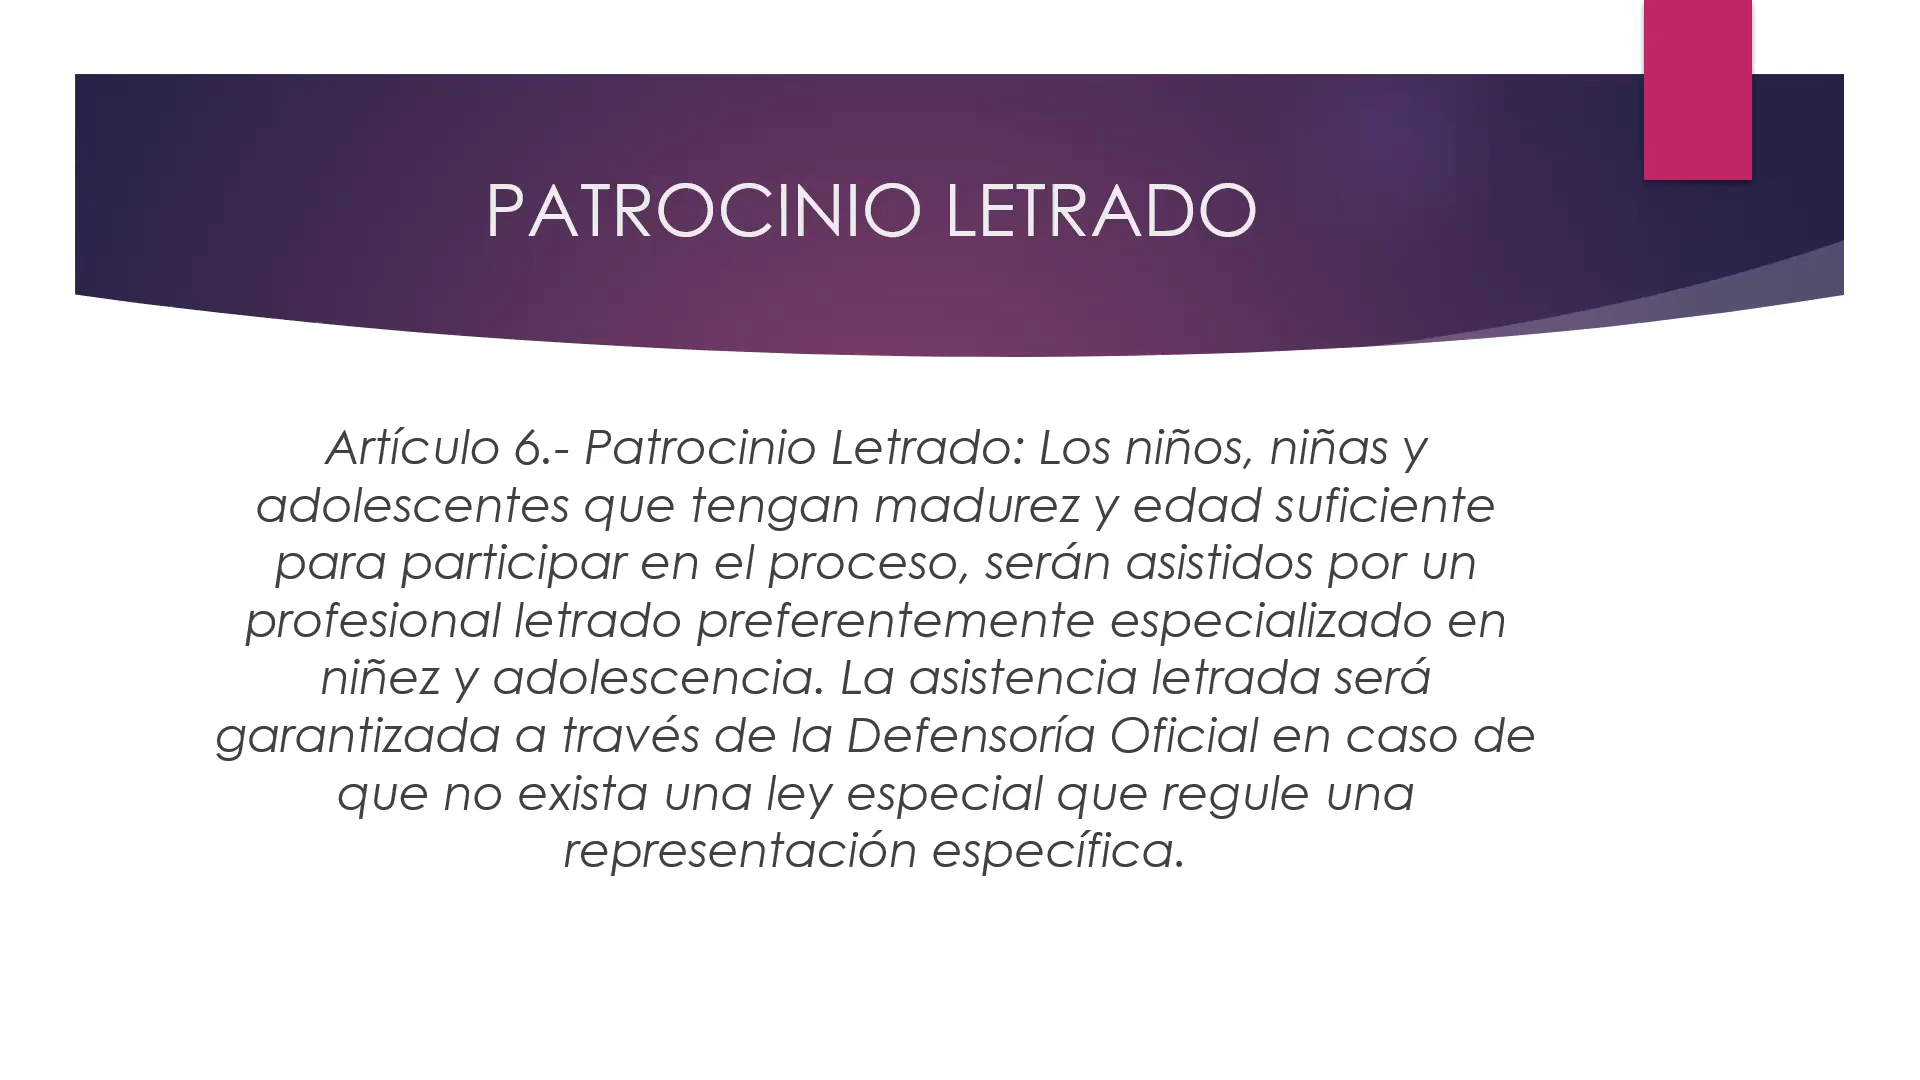 PATROCINIO LETRADO
Artículo 6.- Patrocinio Letrado: Los niños, niñas y
adolescentes que tengan madurez y edad suficiente
para participar en el proceso, serán asistidos por un
profesional letrado preferentemente especializado en
niñez y adolescencia. La asistencia letrada será
garantizada a través de la Defensoría Oficial en caso de
que no exista una ley especial que regule una
representación específica.